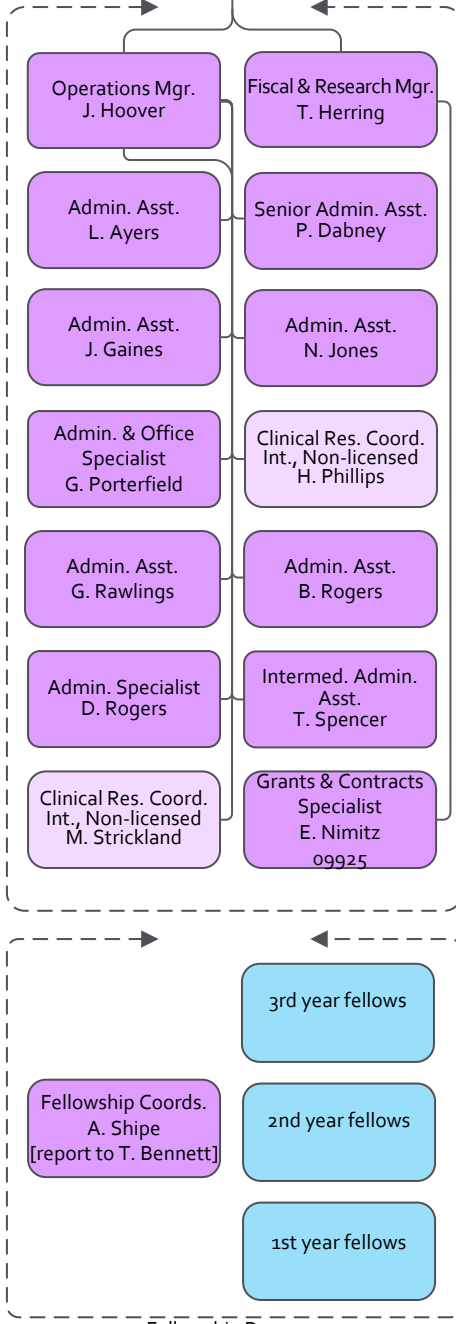 Operations Mgr.
J. Hoover
Fiscal & Research Mgr.
T. Herring
Admin. Asst.
L. Ayers
Senior Admin. Asst.
P. Dabney
Admin. Asst.
J. Gaines
Admin. Asst.
N. Jones
Admin. & Office
Specialist
G. Porterfield
Clinical Res. Coord.
Int., Non-licensed
H. Phillips
Admin. Asst.
G. Rawlings
Admin. Asst.
B. Rogers
Admin. Specialist
D. Rogers
Intermed. Admin.
Asst.
T. Spencer
Clinical Res. Coord.
Int., Non-licensed
M. Strickland
Grants & Contracts
Specialist
E. Nimitz
09925
3rd year fellows
Fellowship Coords.
A. Shipe
[report to T. Bennett]
2nd year fellows
1st year fellows